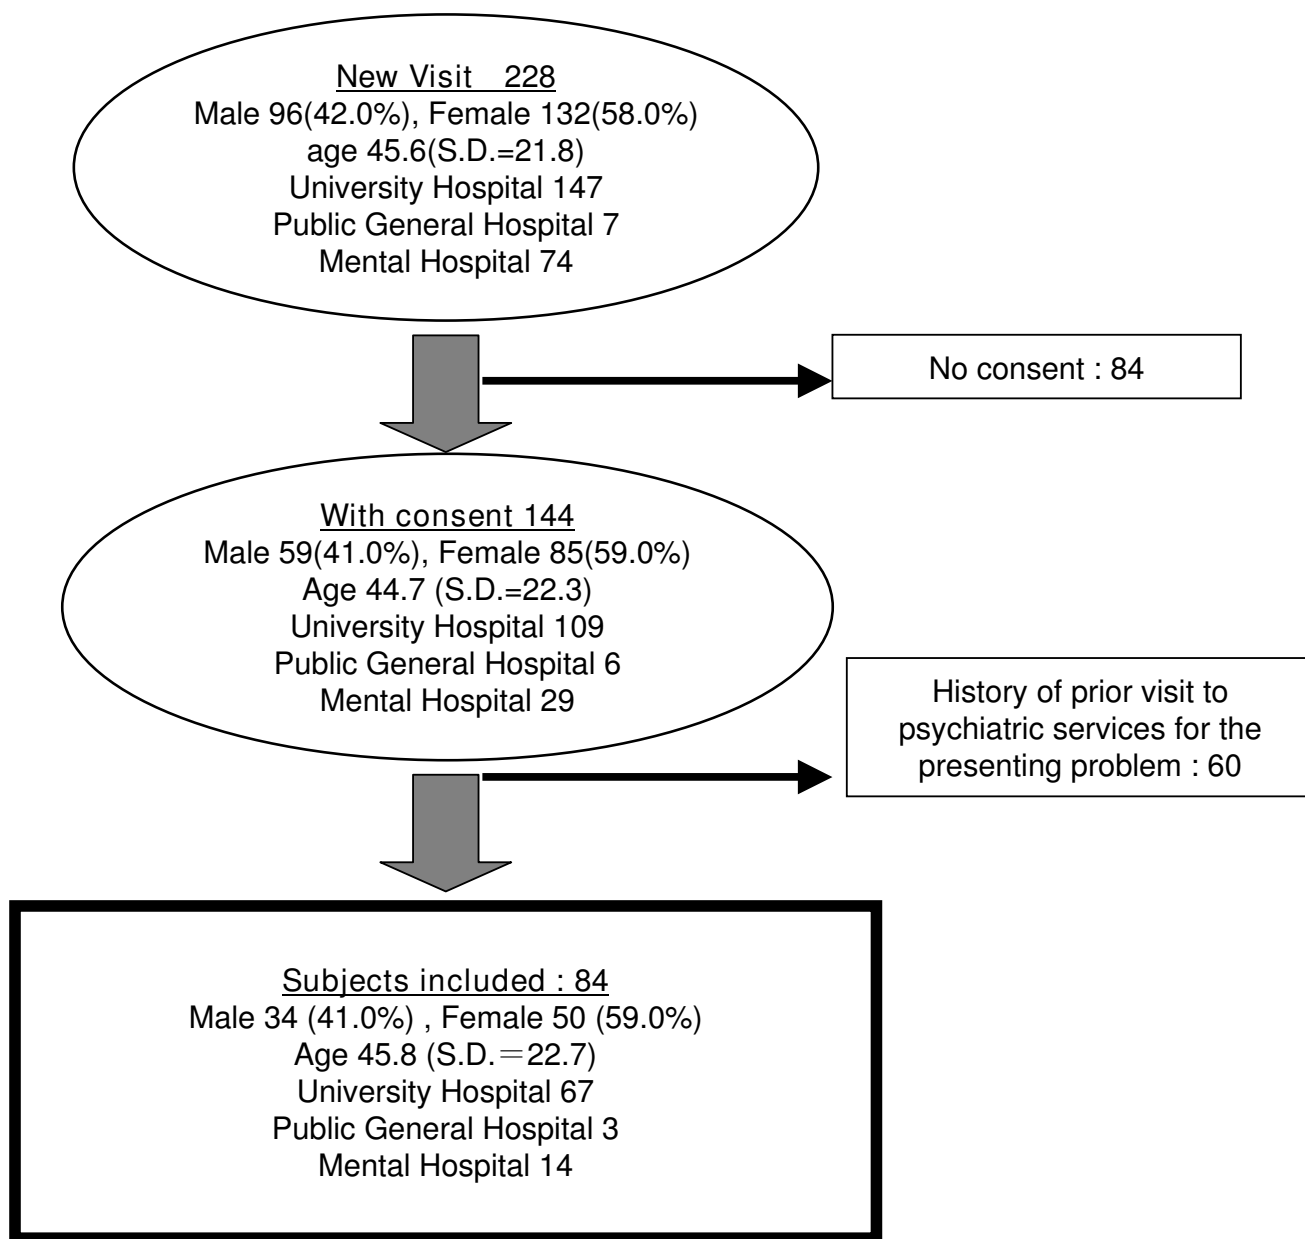 New Visit 228
Male 96(42.0%), Female 132(58.0%)
age 45.6(S.D.=21.8)
University Hospital 147
Public General Hospital 7
Mental Hospital 74
No consent : 84
With consent 144
Male 59(41.0%), Female 85(59.0%)
Age 44.7 (S.D.=22.3)
University Hospital 109
Public General Hospital 6
Mental Hospital 29
History of prior visit to
psychiatric services for the
presenting problem : 60
Subjects included : 84
Male 34 (41.0%) , Female 50 (59.0%)
Age 45.8 (S.D.＝22.7)
University Hospital 67
Public General Hospital 3
Mental Hospital 14